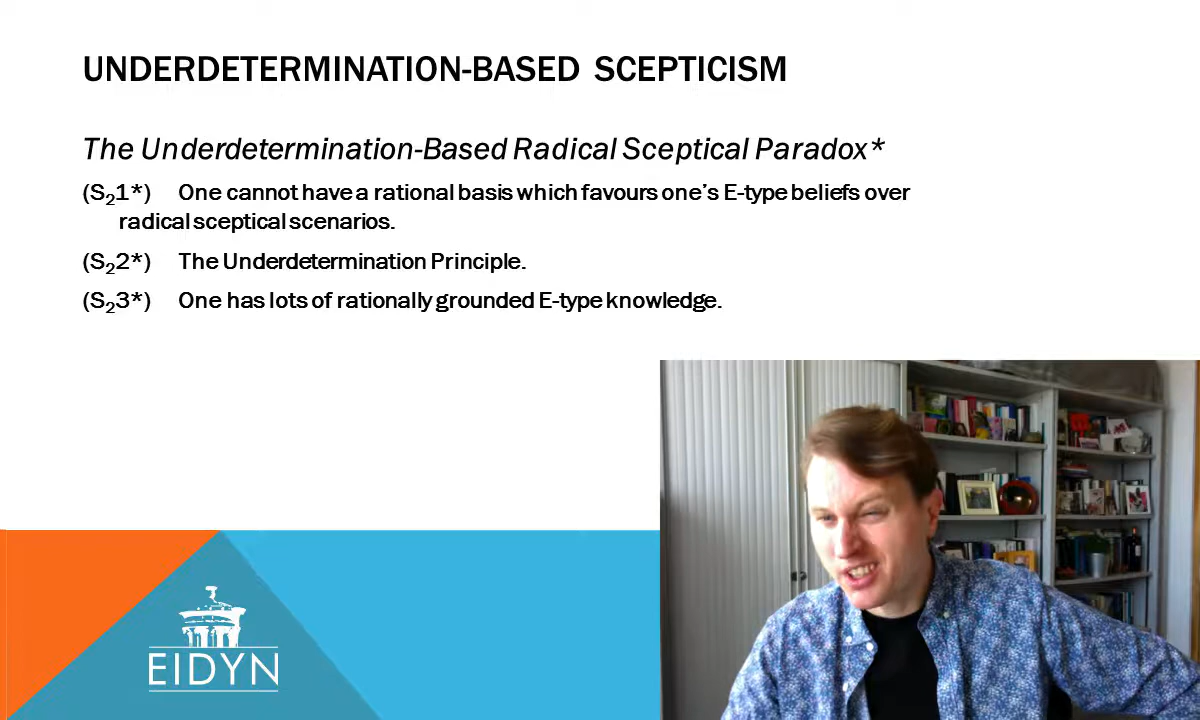 UNDERDETERMINATION-BASED SCEPTICISM
The Underdetermination-Based Radical Sceptical Paradox*
(S₂1*) One cannot have a rational basis which favours one’s E-type beliefs over
radical sceptical scenarios.
(S₂2*) The Underdetermination Principle.
(S₂3*) One has lots of rationally grounded E-type knowledge.
EIDYN